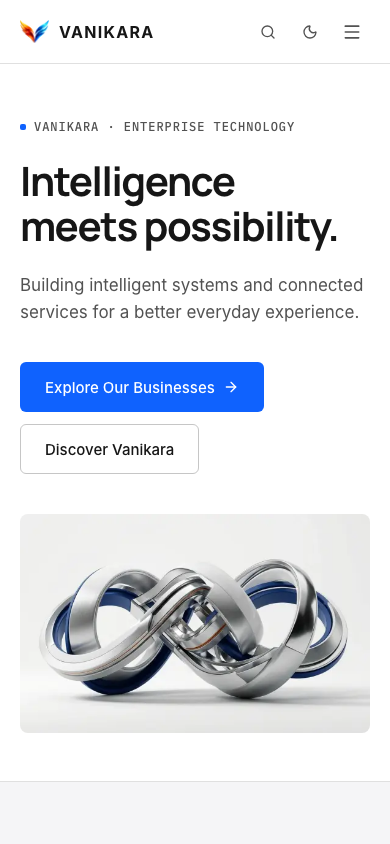 VANIKARA
VANIKARA · ENTERPRISE TECHNOLOGY
Intelligence
meets possibility.
Building intelligent systems and connected
services for a better everyday experience.
Explore Our Businesses →
Discover Vanikara